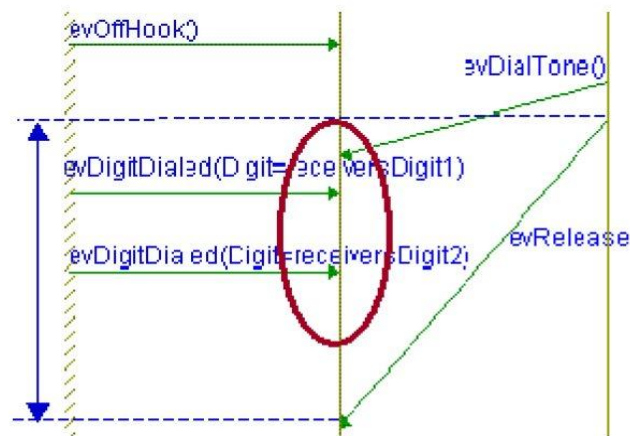 evOffHook()
evDialTone()
evDigitDialed(Digit=receiversDigit1)
evRelease
evDigitDialed(Digit=receiversDigit2)